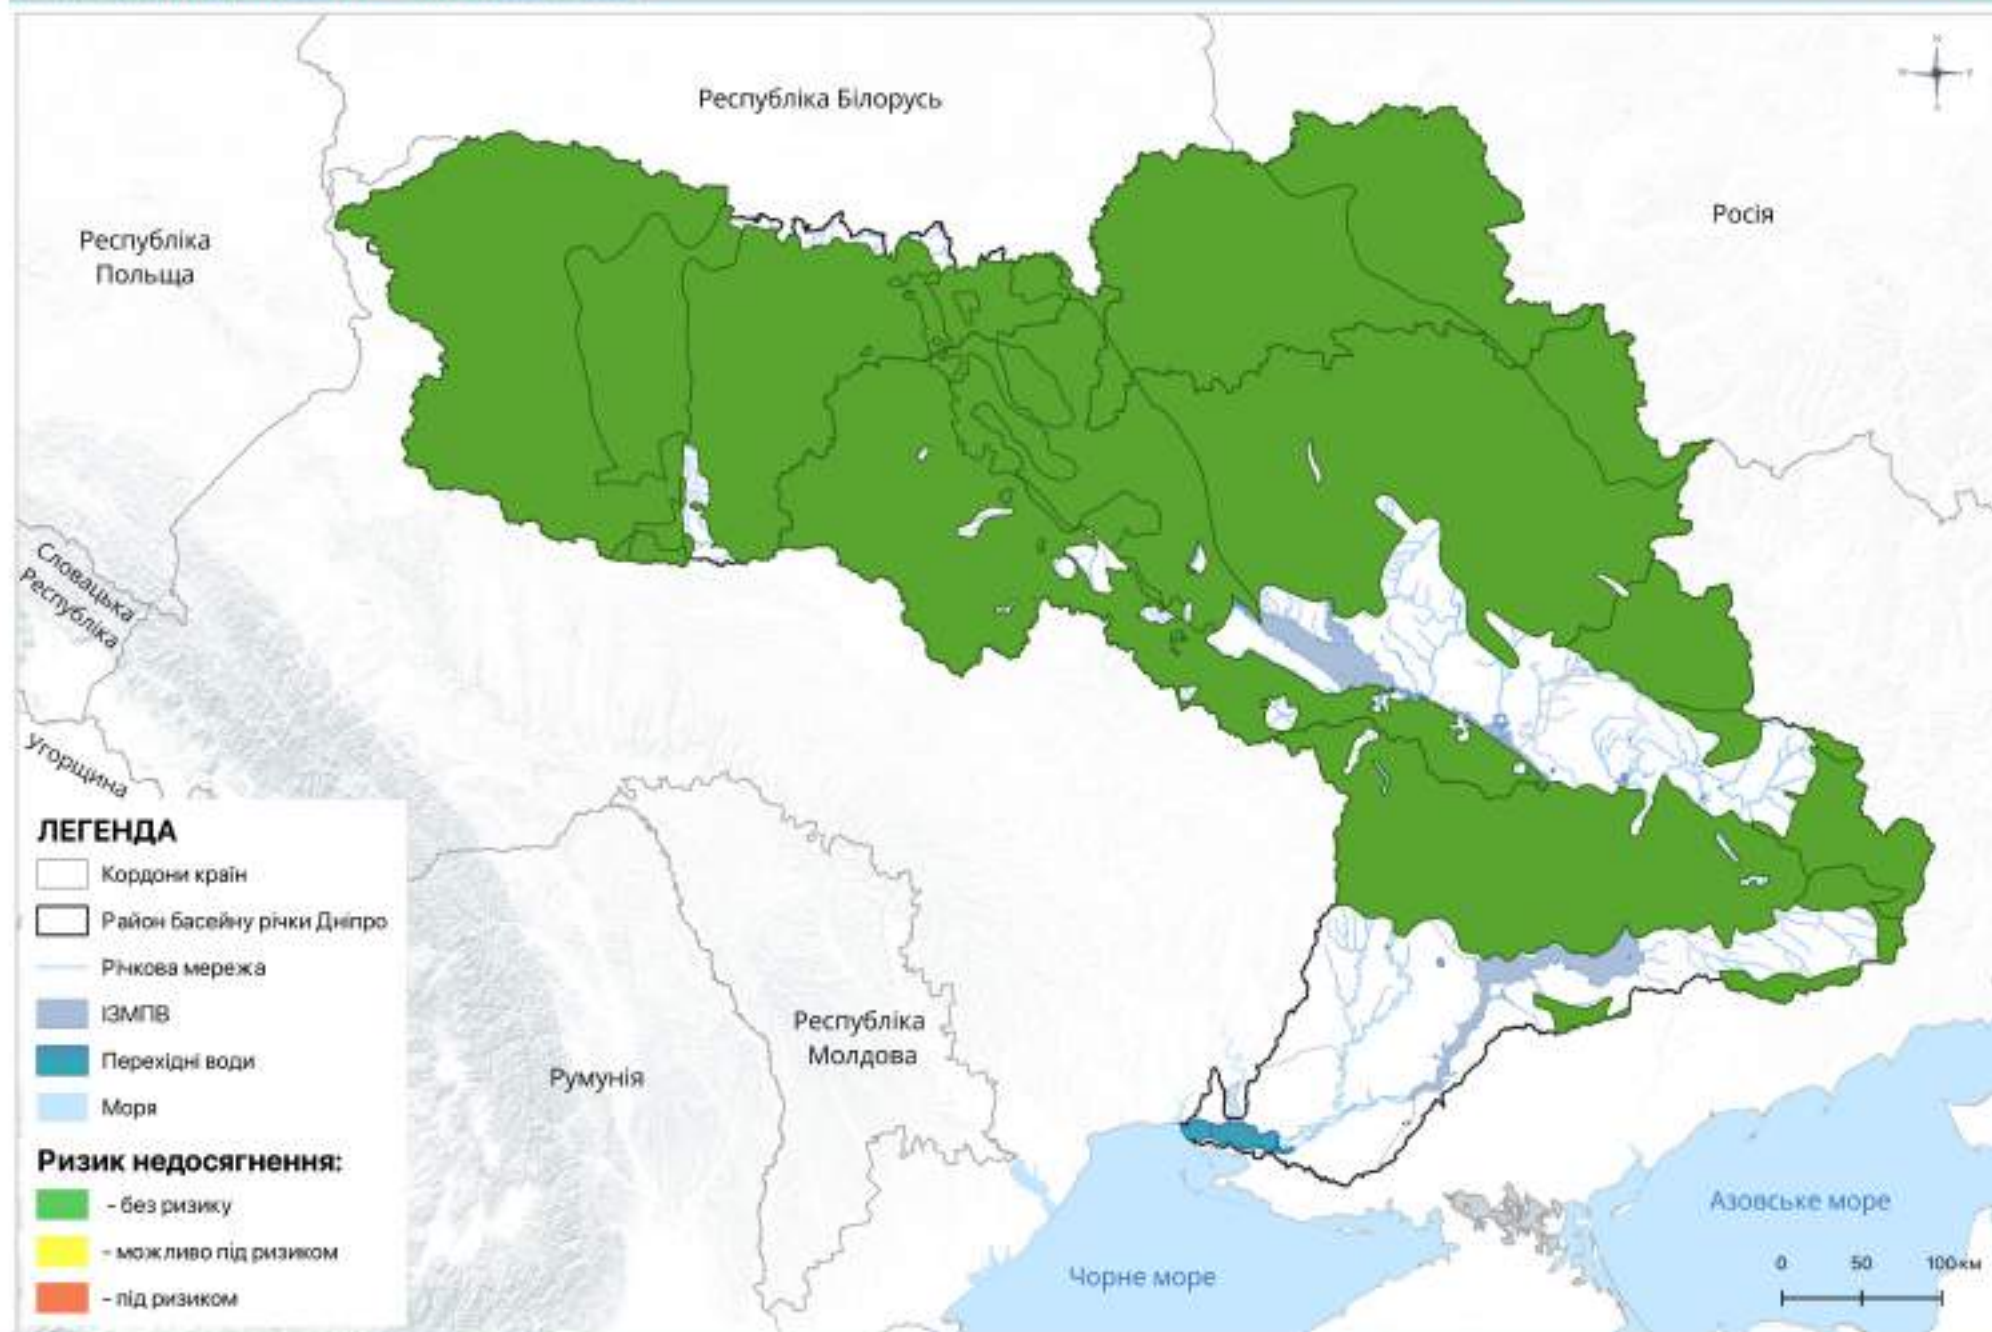 Республіка Білорусь
Росія
Республіка
Польща
Словацька
Республіка
Угорщина
Румунія
Республіка
Молдова
Чорне море
Азовське море
N
0 50 100 км
ЛЕГЕНДА
Кордони країн
Район басейну річки Дніпро
Річкова мережа
ІЗМПВ
Перехідні води
Моря
Ризик недосягнення:
- без ризику
- можливо під ризиком
- під ризиком